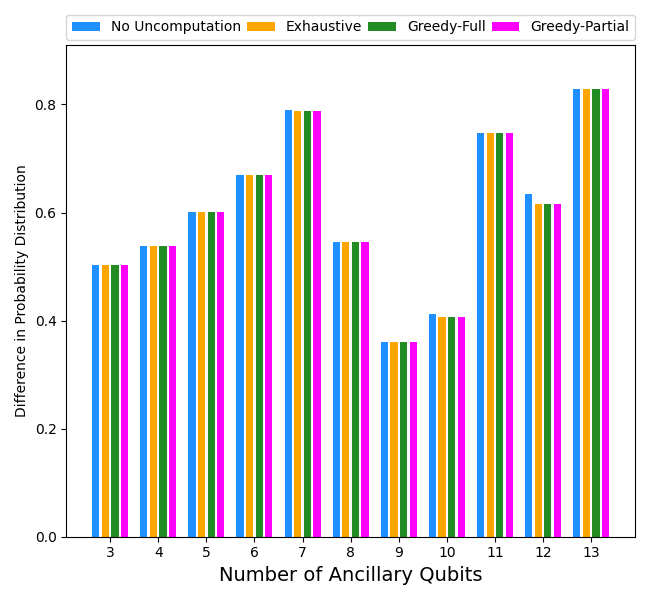 No Uncomputation Exhaustive Greedy-Full Greedy-Partial
Difference in Probability Distribution
0.8
0.6
0.4
0.2
0.0
3 4 5 6 7 8 9 10 11 12 13
Number of Ancillary Qubits